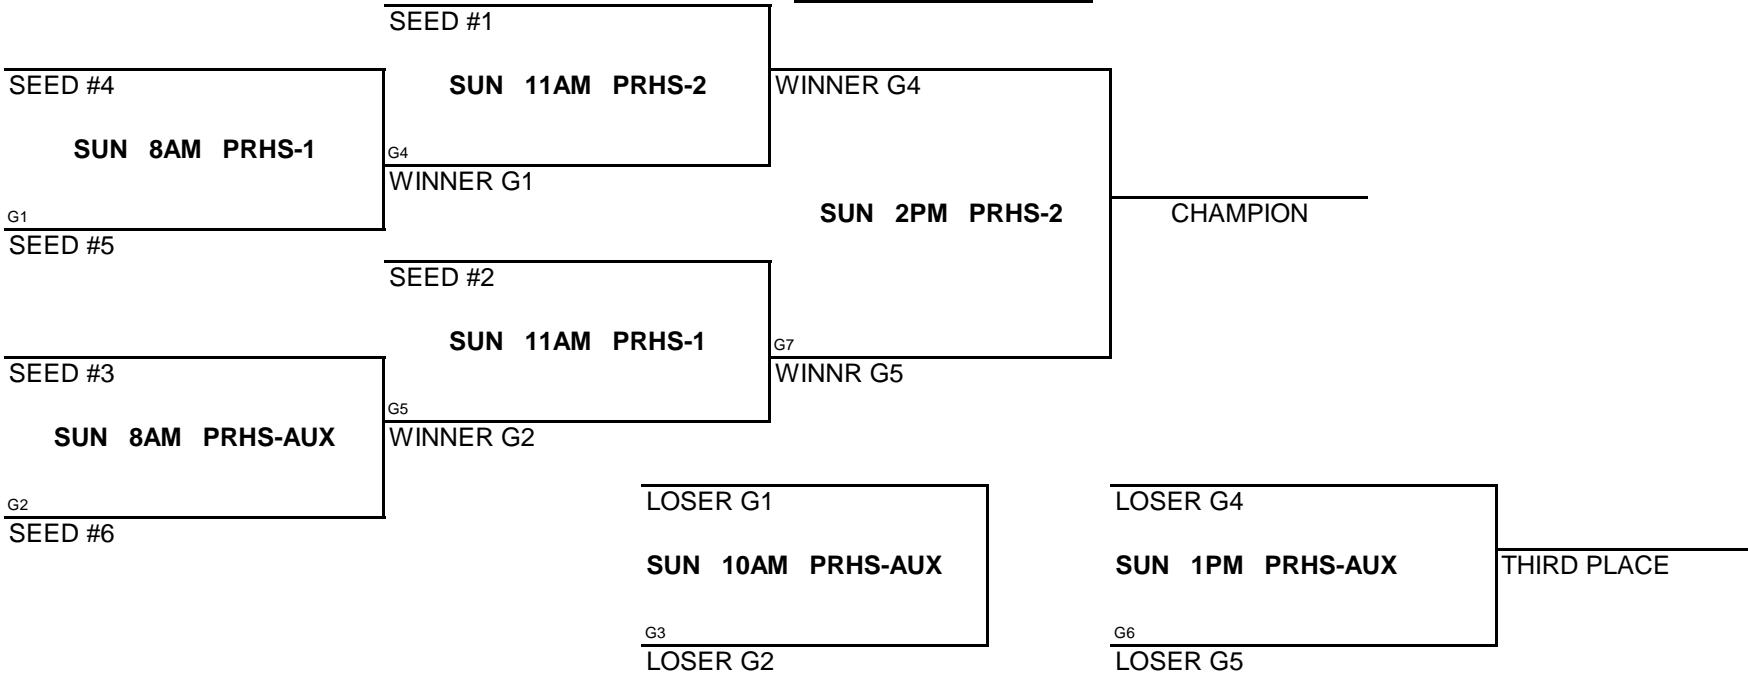 SEED #1
SEED #4
SUN 11AM PRHS-2
WINNER G4
SUN 8AM PRHS-1
G4
WINNER G1
G1
SUN 2PM PRHS-2
CHAMPION
SEED #5
SEED #2
SUN 11AM PRHS-1
G7
SEED #3
WINNR G5
G5
SUN 8AM PRHS-AUX
WINNER G2
G2
LOSER G1
LOSER G4
SEED #6
SUN 10AM PRHS-AUX
SUN 1PM PRHS-AUX
THIRD PLACE
G3
G6
LOSER G2
LOSER G5